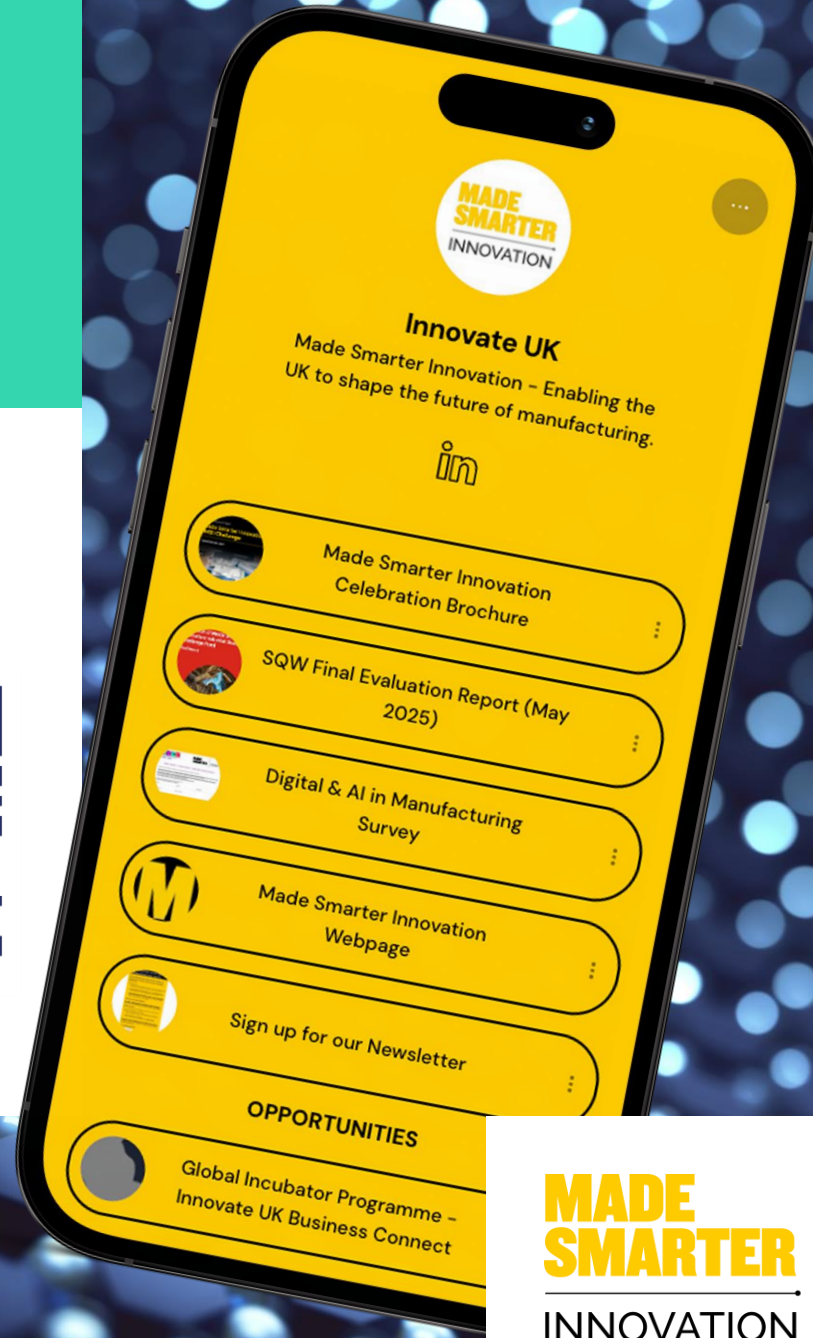 MADE
SMARTER
INNOVATION
Innovate UK
Made Smarter Innovation – Enabling the
UK to shape the future of manufacturing.
in
Made Smarter Innovation
Celebration Brochure
SQW Final Evaluation Report (May
2025)
Digital & AI in Manufacturing
Survey
Made Smarter Innovation
Webpage
M
Sign up for our Newsletter
OPPORTUNITIES
Global Incubator Programme –
Innovate UK Business Connect
MADE
SMARTER
INNOVATION